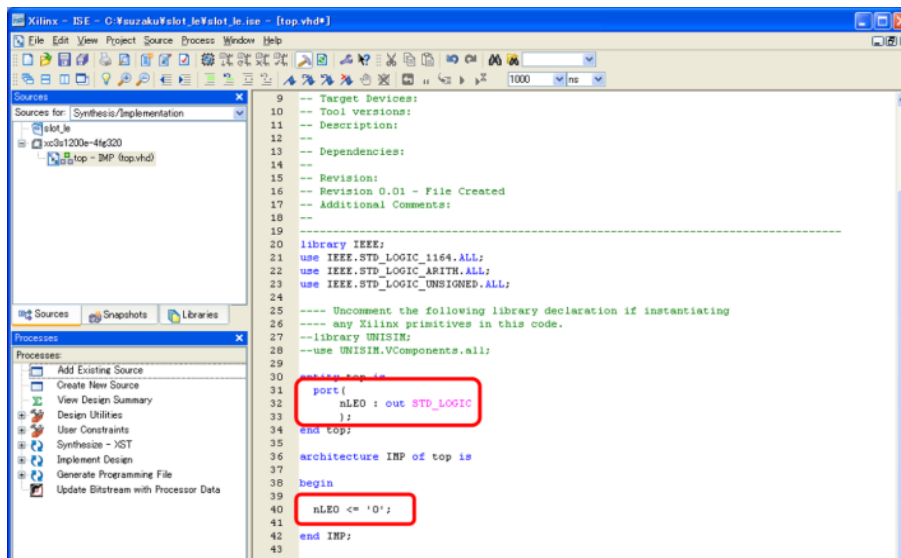 Xilinx - ISE - C:¥suzaku¥slot_le¥slot_le.ise - [top.vhd*]
File Edit View Project Source Process Window Help
1000 ns
Sources
Sources for: Synthesis/Implementation
slot_le
xc3s1200e-4fg320
top - IMP (top.vhd)
Sources Snapshots Libraries
Processes
Processes:
Add Existing Source
Create New Source
View Design Summary
Design Utilities
User Constraints
Synthesize - XST
Implement Design
Generate Programming File
Update Bitstream with Processor Data
9 -- Target Devices:
10 -- Tool versions:
11 -- Description:
12 --
13 -- Dependencies:
14 --
15 -- Revision:
16 -- Revision 0.01 - File Created
17 -- Additional Comments:
18 --
19 ----------------------------------------------------------------------------------
20 library IEEE;
21 use IEEE.STD_LOGIC_1164.ALL;
22 use IEEE.STD_LOGIC_ARITH.ALL;
23 use IEEE.STD_LOGIC_UNSIGNED.ALL;
24
25 ---- Uncomment the following library declaration if instantiating
26 ---- any Xilinx primitives in this code.
27 --library UNISIM;
28 --use UNISIM.VComponents.all;
29
30 entity top is
31 port(
32 nLE0 : out STD_LOGIC
33 );
34 end top;
35
36 architecture IMP of top is
37
38 begin
39
40 nLE0 <= '0';
41
42 end IMP;
43